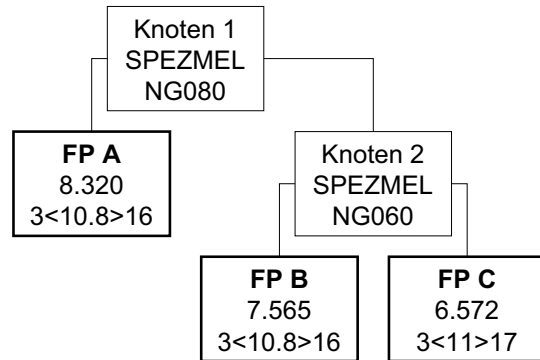 Knoten 1
SPEZMEL
NG080
FP A
8.320
3<10.8>16
Knoten 2
SPEZMEL
NG060
FP B
7.565
3<10.8>16
FP C
6.572
3<11>17